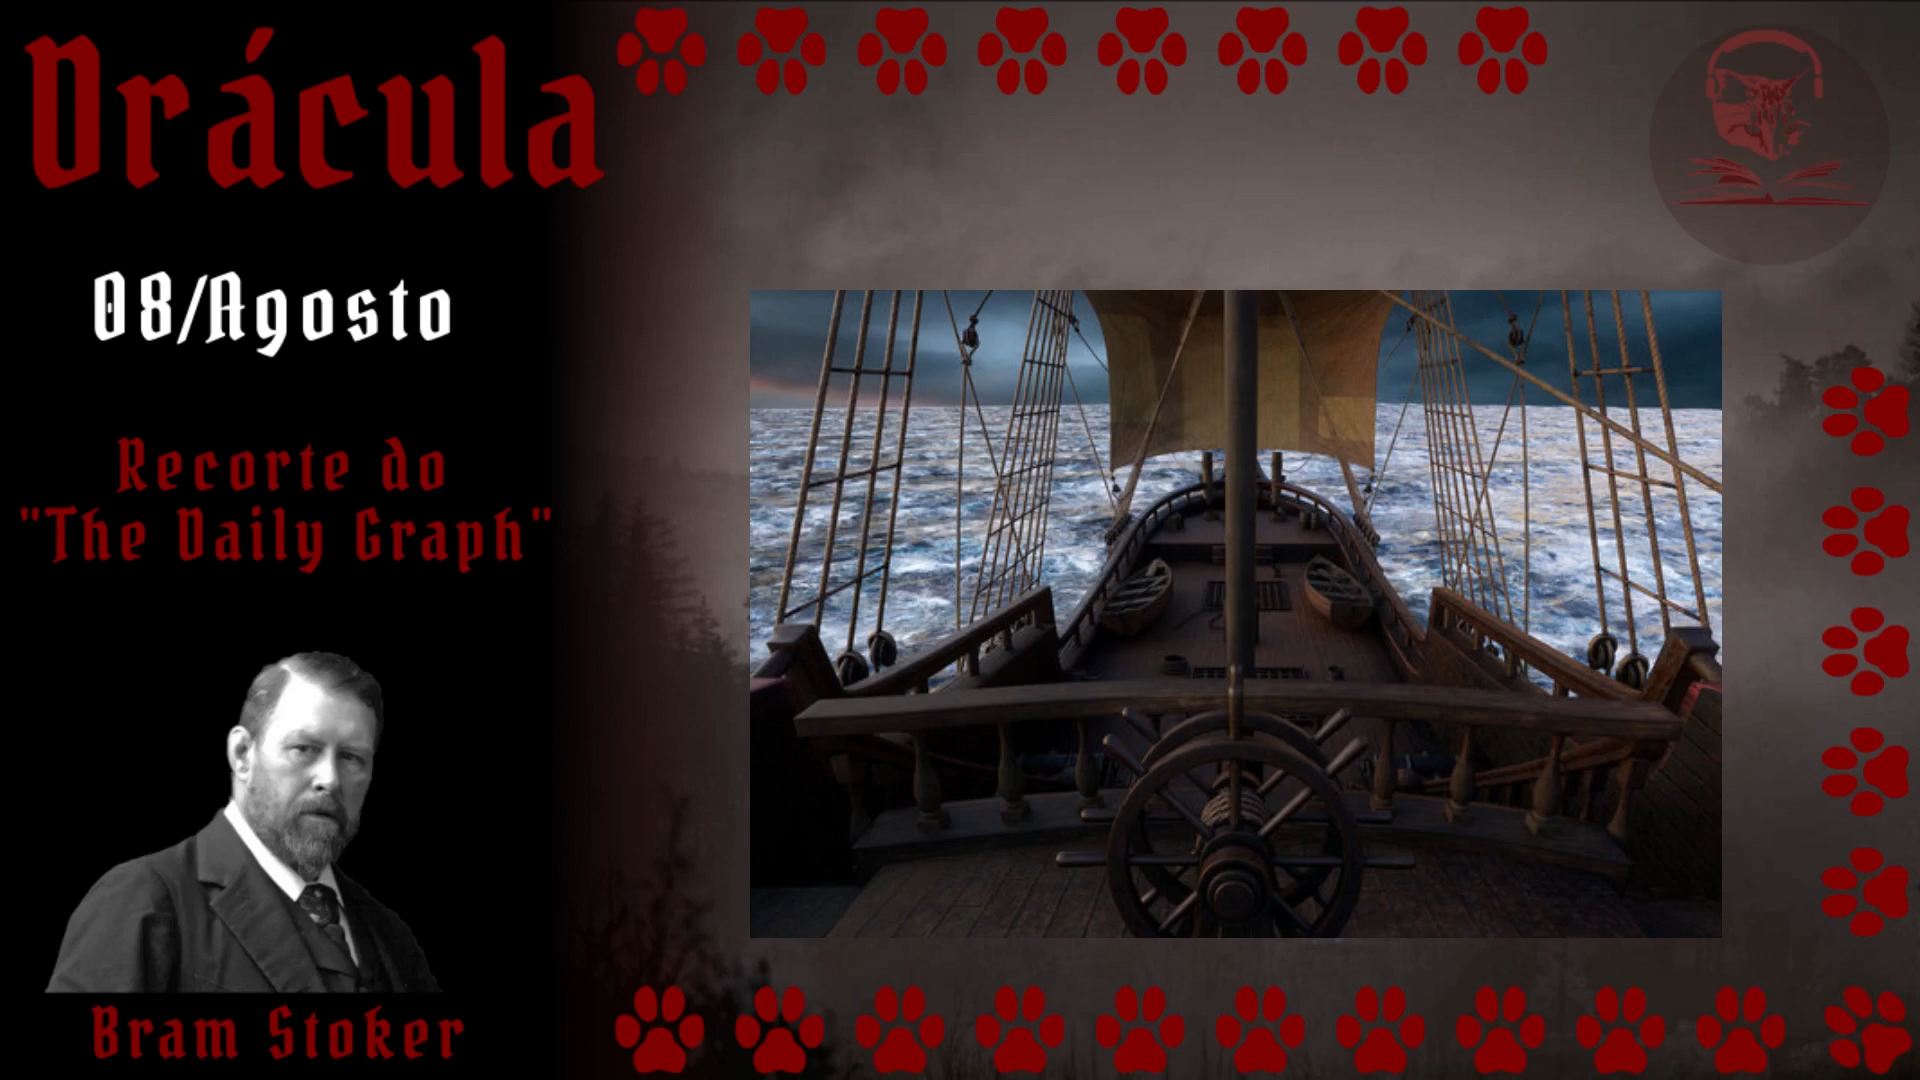 Drácula
08/Agosto
Recorte do
"The Daily Graph"
Bram Stoker